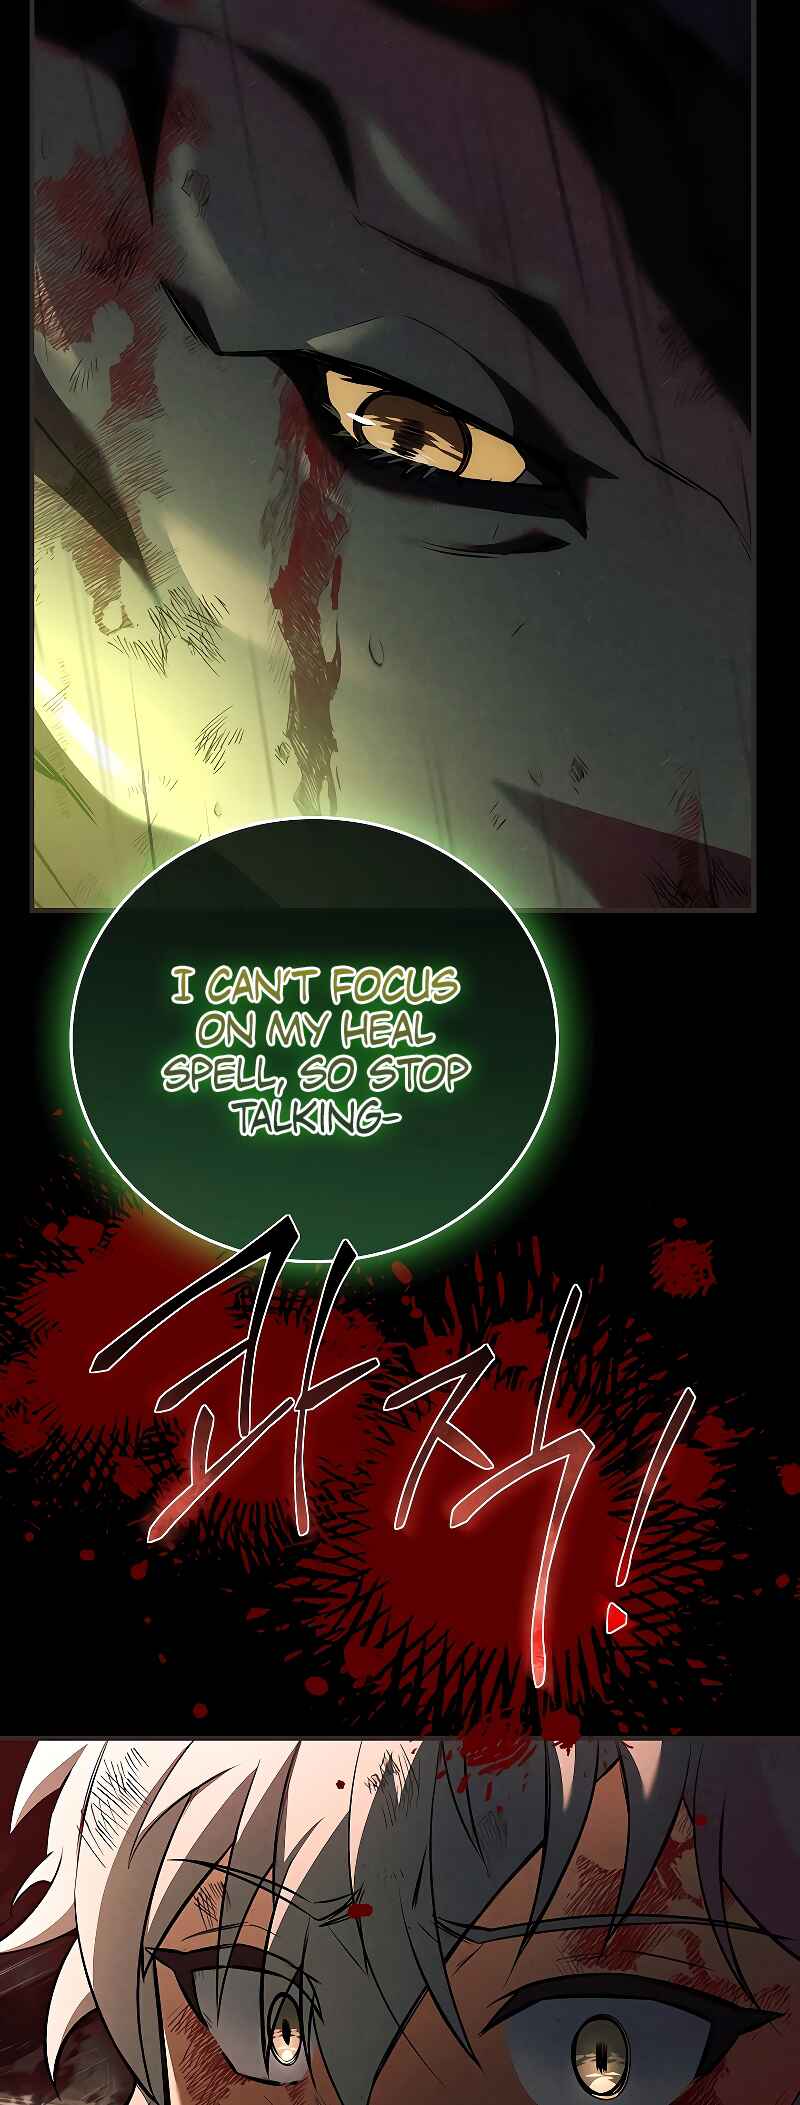 I CAN'T FOCUS
ON MY HEAL
SPELL, SO STOP
TALKING-
콰직!